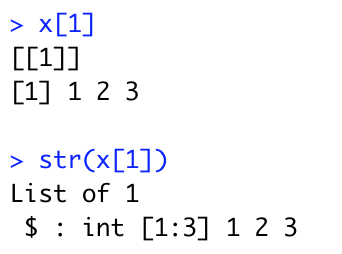 > x[1]
[[1]]
[1] 1 2 3

> str(x[1])
List of 1
 $ : int [1:3] 1 2 3